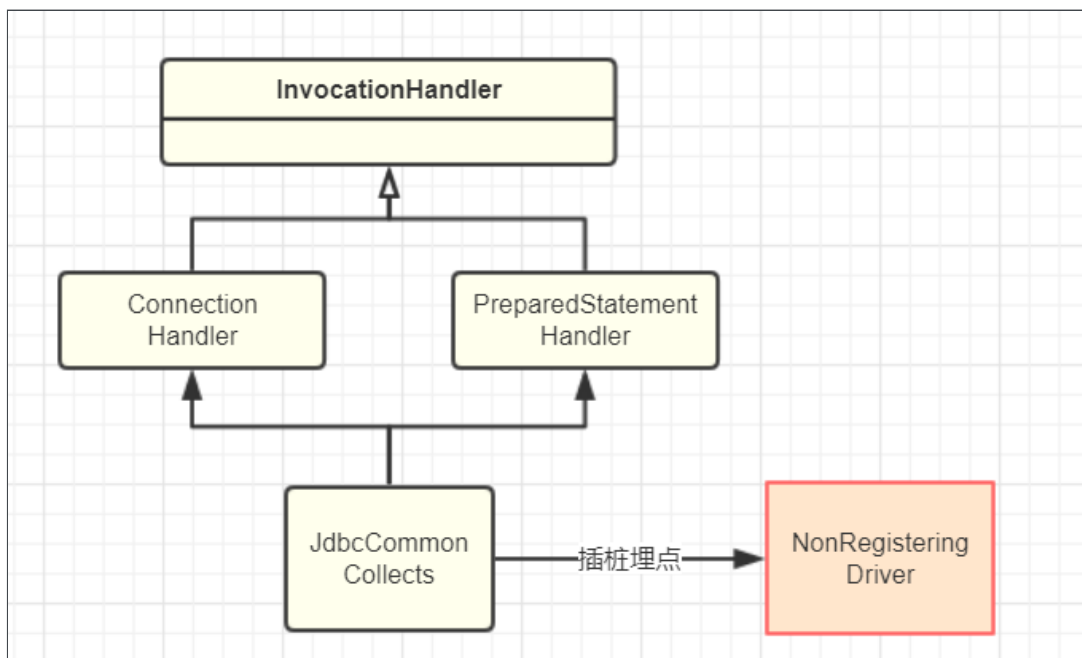 InvocationHandler
Connection
Handler
PreparedStatement
Handler
JdbcCommon
Collects
插桩埋点
NonRegistering
Driver